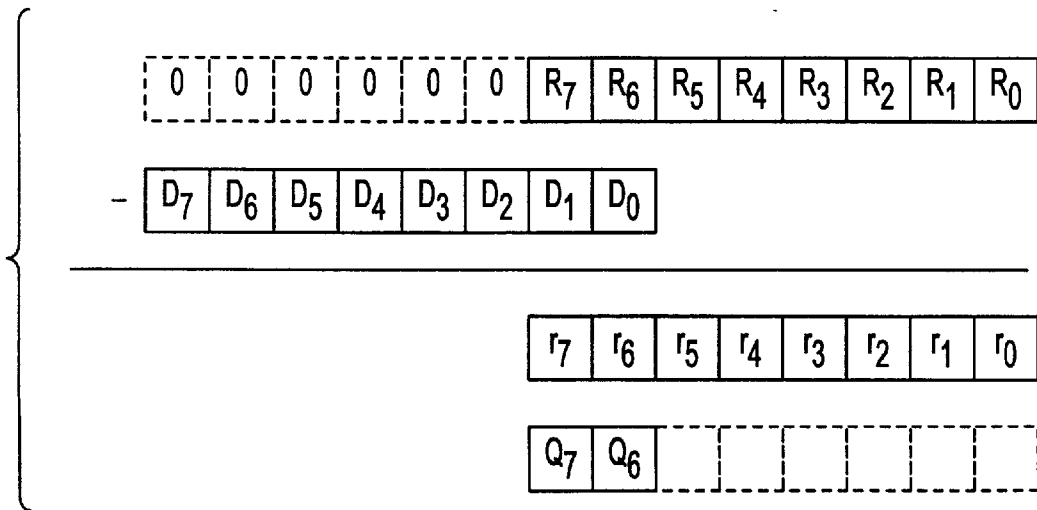 0 0 0 0 0 0 R₇ R₆ R₅ R₄ R₃ R₂ R₁ R₀
– D₇ D₆ D₅ D₄ D₃ D₂ D₁ D₀
r₇ r₆ r₅ r₄ r₃ r₂ r₁ r₀
Q₇ Q₆